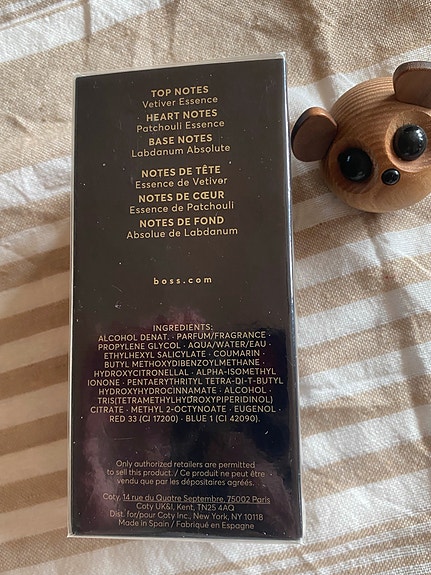 TOP NOTES
Vetiver Essence
HEART NOTES
Patchouli Essence
BASE NOTES
Labdanum Absolute
NOTES DE TÊTE
Essence de Vetiver
NOTES DE CŒUR
Essence de Patchouli
NOTES DE FOND
Absolue de Labdanum
boss.com
INGREDIENTS:
ALCOHOL DENAT. · PARFUM/FRAGRANCE ·
PROPYLENE GLYCOL · AQUA/WATER/EAU ·
ETHYLHEXYL SALICYLATE · COUMARIN ·
BUTYL METHOXYDIBENZOYLMETHANE ·
HYDROXYCITRONELLAL · ALPHA-ISOMETHYL
IONONE · PENTAERYTHRITYL TETRA-DI-T-BUTYL
HYDROXYHYDROCINNAMATE · ALCOHOL ·
TRIS(TETRAMETHYLHYDROXYPIPERIDINOL)
CITRATE · METHYL 2-OCTYNOATE · EUGENOL ·
RED 33 (CI 17200) · BLUE 1 (CI 42090).
Only authorized retailers are permitted
to sell this product. / Ce produit ne peut être
vendu que par les dépositaires agréés.
Coty, 14 rue du Quatre Septembre, 75002 Paris
Coty UK&I, Kent, TN25 4AQ
Dist. for/pour Coty Inc., New York, NY 10118
Made in Spain / Fabriqué en Espagne